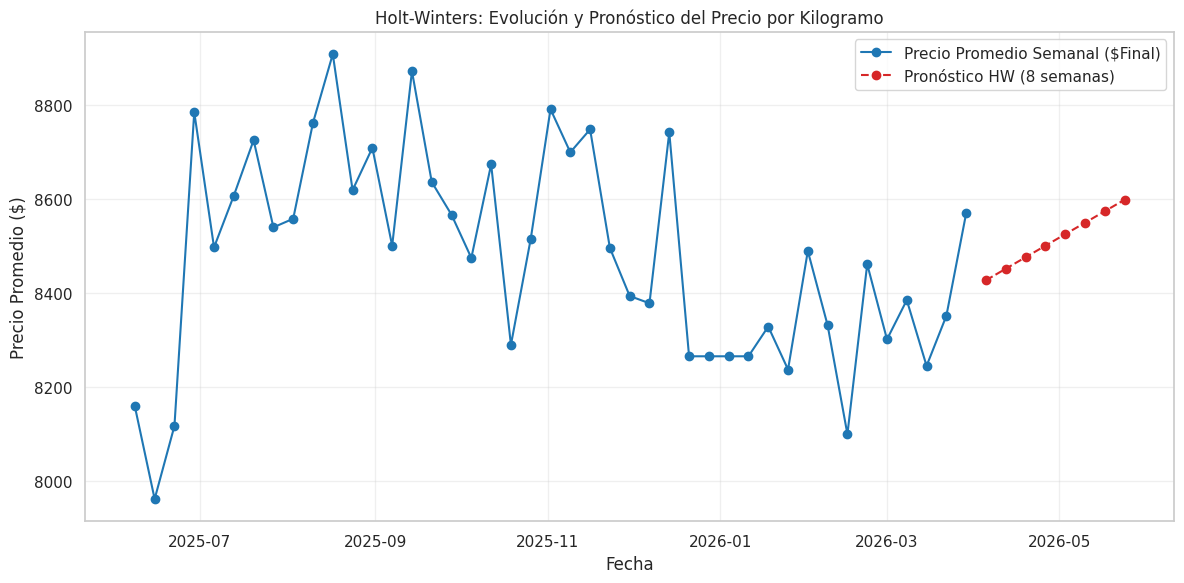 Holt-Winters: Evolución y Pronóstico del Precio por Kilogramo
Precio Promedio Semanal ($Final)
Pronóstico HW (8 semanas)
Precio Promedio ($)
8800
8600
8400
8200
8000
2025-07
2025-09
2025-11
2026-01
2026-03
2026-05
Fecha